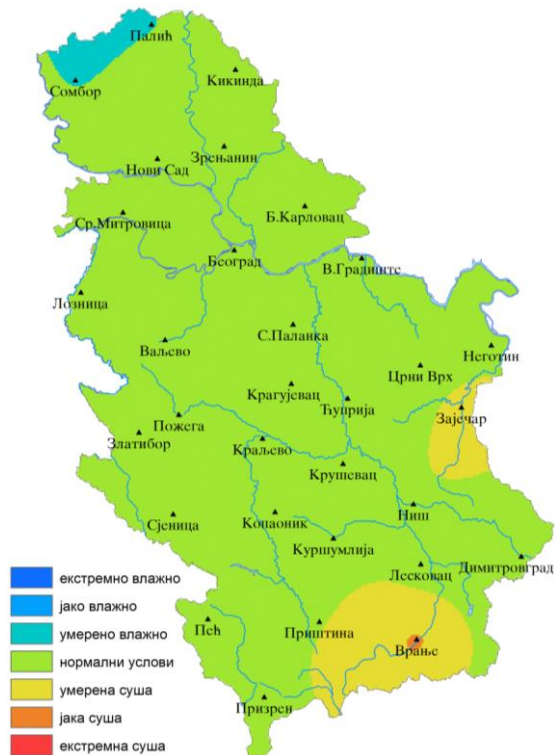 Палић
Кикинда
Сомбор
Зрењанин
Нови Сад
Ср.Митровица
Б.Карловац
Београд
В.Градиште
Лозница
С.Паланка
Ваљево
Неготин
Црни Врх
Крагујевац
Ћуприја
Зајечар
Пожега
Златибор
Краљево
Крушевац
Сјеница
Копаоник
Ниш
Куршумлија
Димитровград
Лесковац
Пећ
Приштина
Врање
Призрен
екстремно влажно
јако влажно
умерено влажно
нормални услови
умерена суша
јака суша
екстремна суша